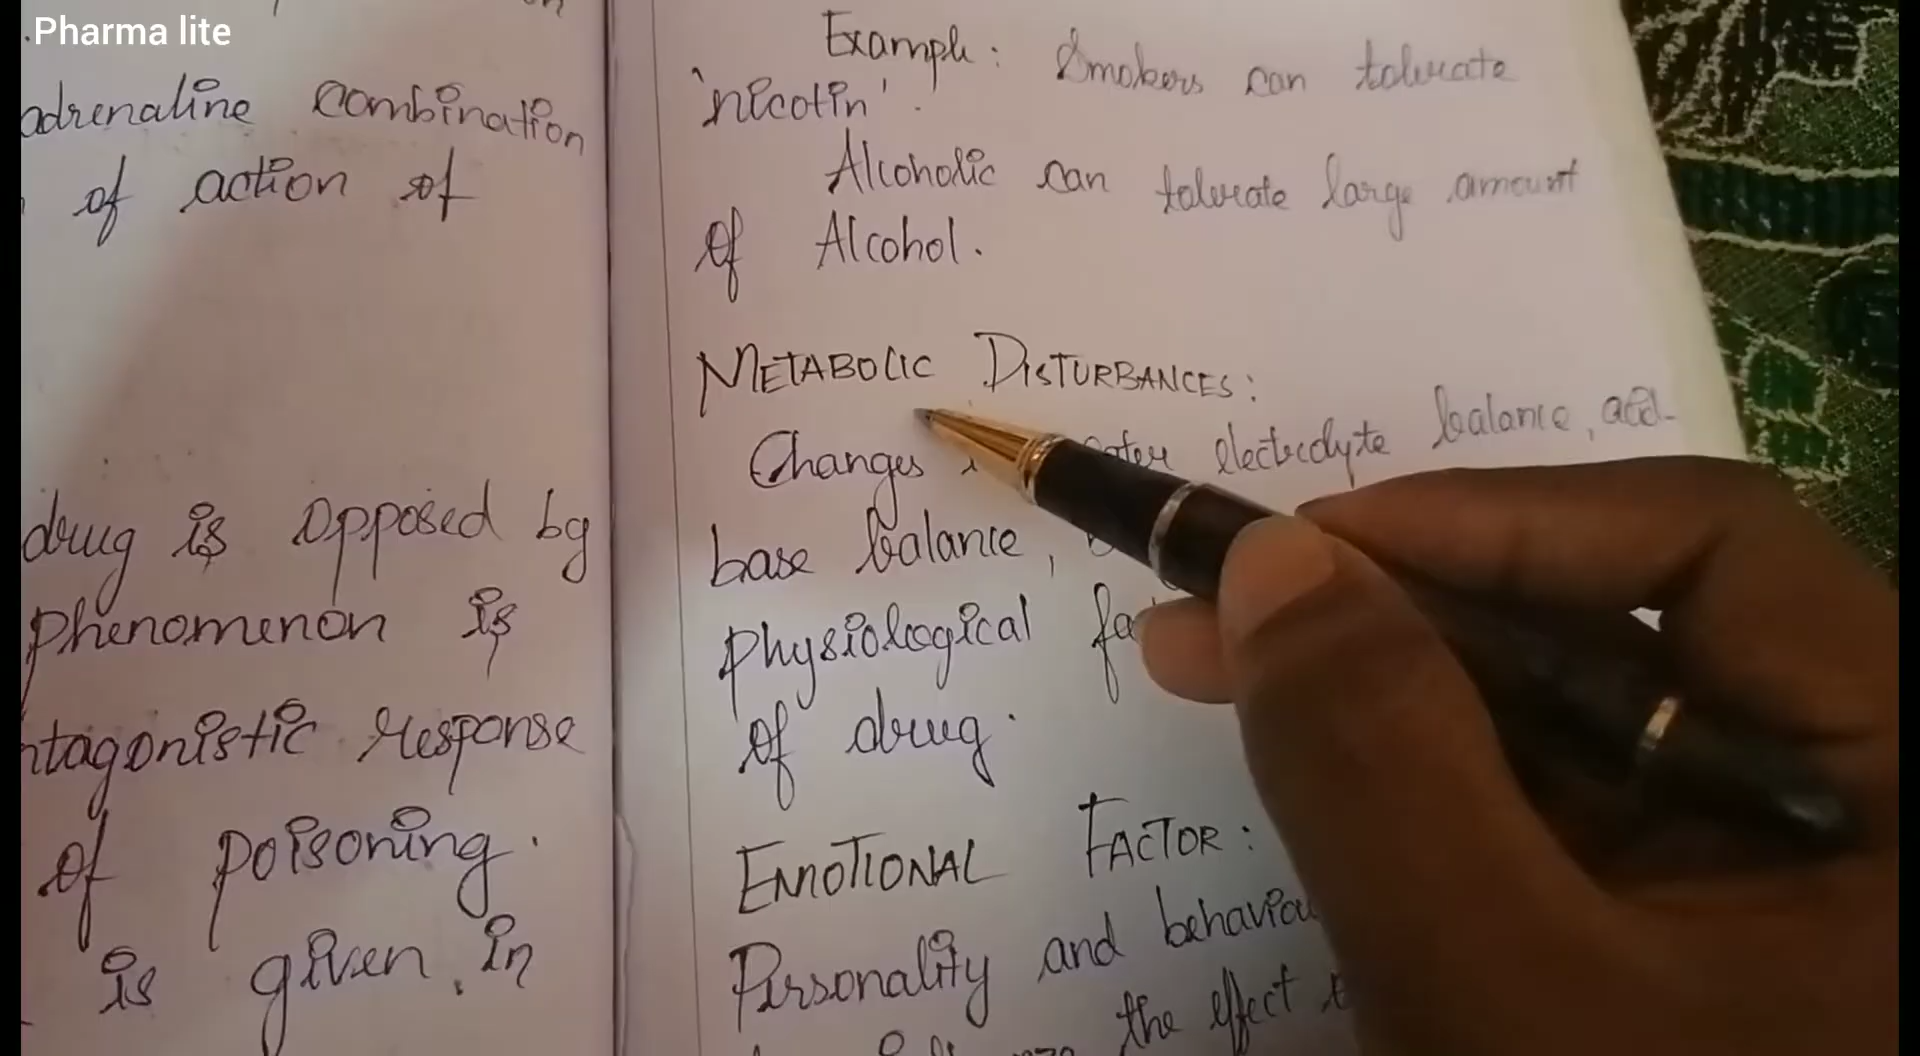 Pharma lite
adrenaline combination
of action of
drug is opposed by
phenomenon is
ntagonistic response
of poisoning.
is given in
Example: Smokers can tolerate
'nicotin'.
Alcoholic can tolerate large amount
of Alcohol.
METABOLIC DISTURBANCES:
Changes electrolyte balance, acid-
base balance,
physiological
of drug.
EMOTIONAL FACTOR:
Personality and behaviou
the effect